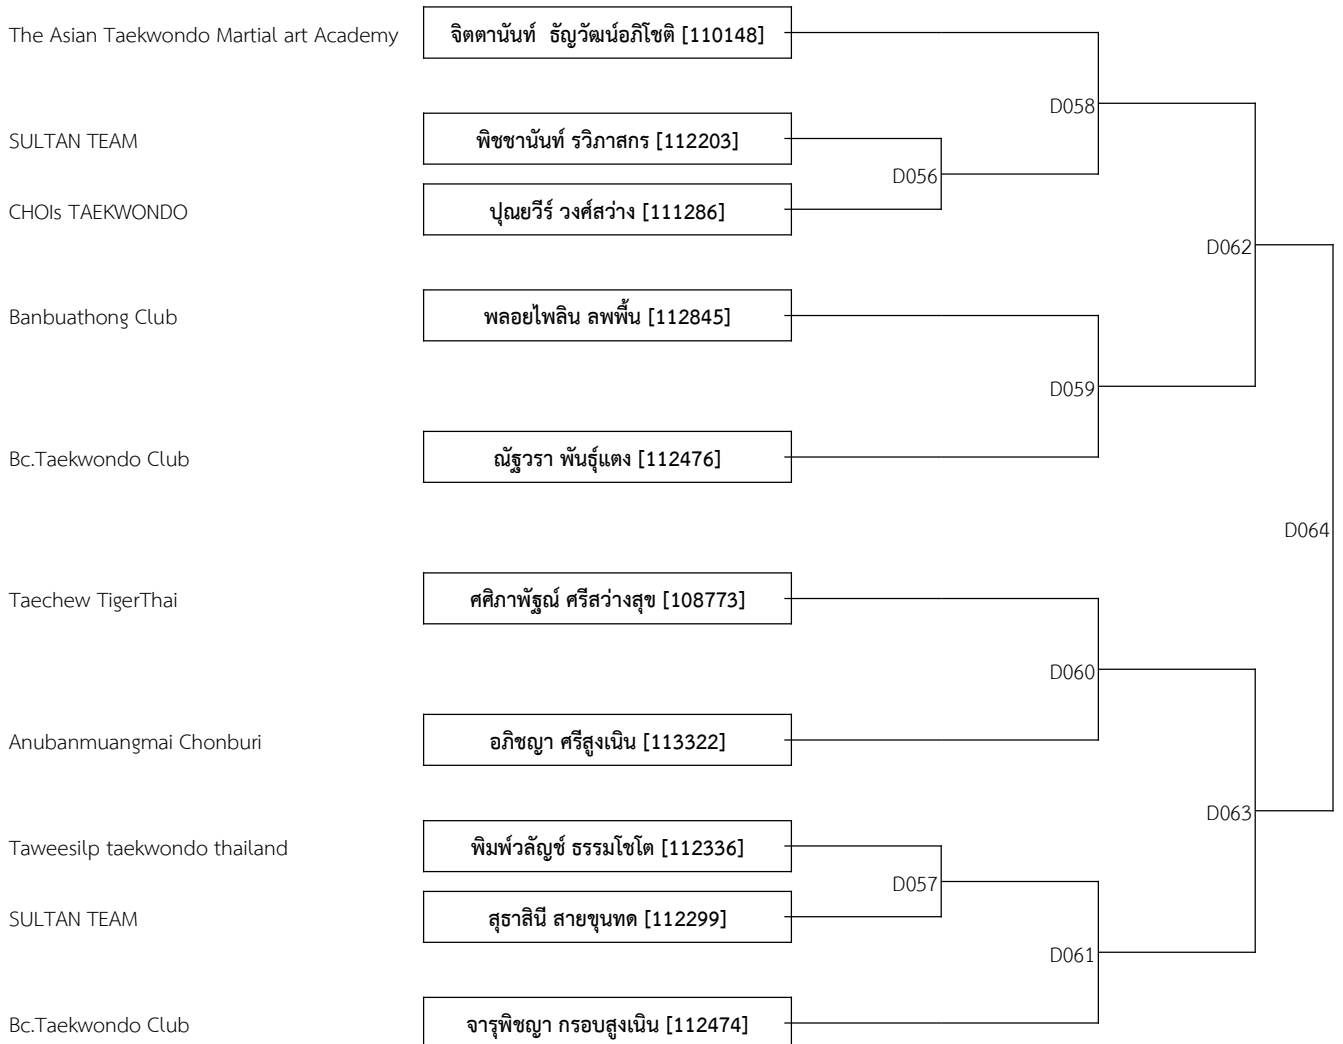 The Asian Taekwondo Martial art Academy จิตตานันท์  ธัญวัฒน์อภิโชติ [110148]
D058
SULTAN TEAM พิชชานันท์ รวิภาสกร [112203]
D056
CHOIs TAEKWONDO ปุณยวีร์ วงศ์สว่าง [111286]
D062
Banbuathong Club พลอยไพลิน ลพพื้น [112845]
D059
Bc.Taekwondo Club ณัฐวรา พันธุ์แตง [112476]
D064
Taechew TigerThai ศศิภาพัฐณ์ ศรีสว่างสุข [108773]
D060
Anubanmuangmai Chonburi อภิชญา ศรีสูงเนิน [113322]
D063
Taweesilp taekwondo thailand พิมพ์วลัญช์ ธรรมโชโต [112336]
D057
SULTAN TEAM สุธาสินี สายขุนทด [112299]
D061
Bc.Taekwondo Club จารุพิชญา กรอบสูงเนิน [112474]